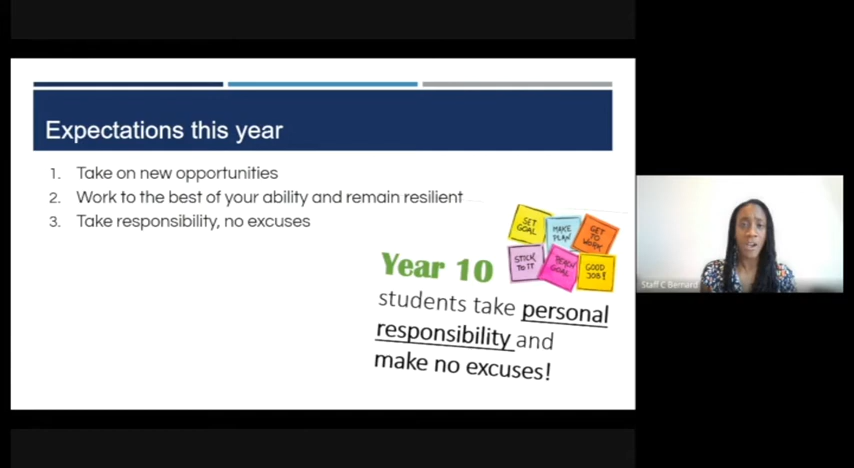 Expectations this year
1. Take on new opportunities
2. Work to the best of your ability and remain resilient
3. Take responsibility, no excuses
SET
GOAL
MAKE
PLAN
GET
TO
WORK
STICK
TO IT
REACH
GOAL
GOOD
JOB!
Year 10
students take personal
responsibility and
make no excuses!
Staff C Bernard